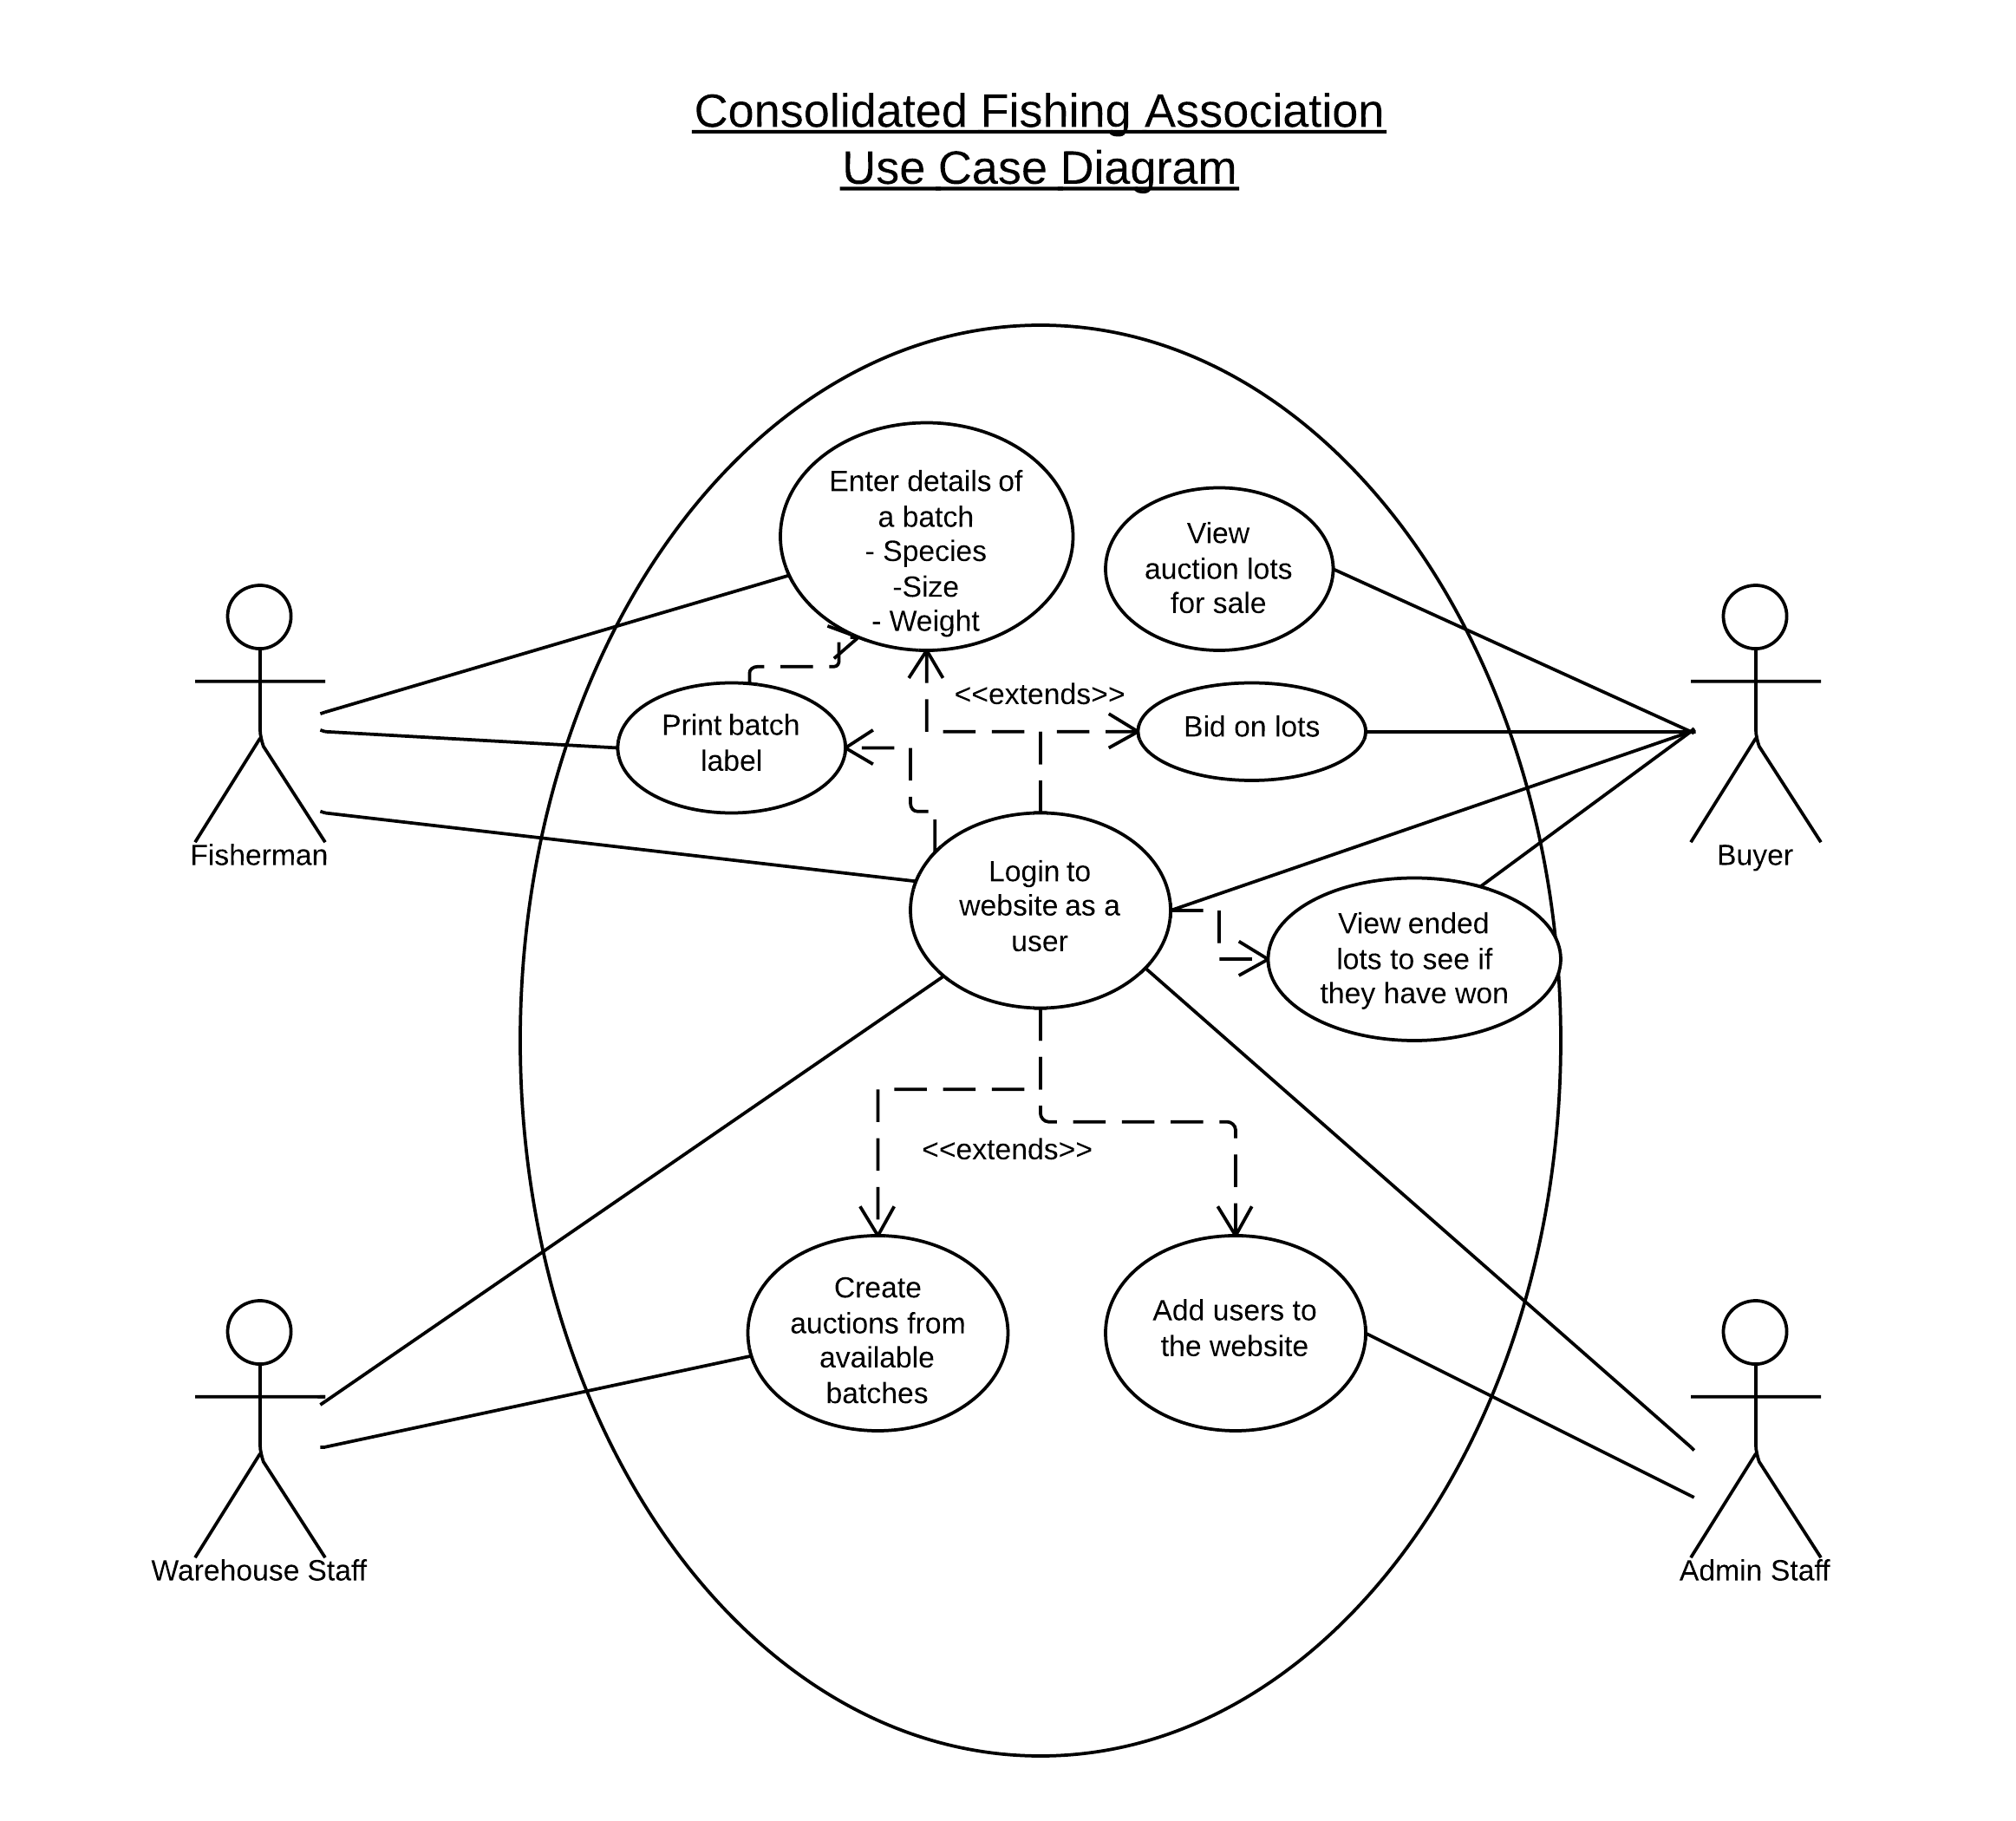 Consolidated Fishing Association
Use Case Diagram
Enter details of
a batch
- Species
-Size
- Weight
View
auction lots
for sale
<<extends>>
Print batch
label
Bid on lots
Fisherman
Buyer
Login to
website as a
user
View ended
lots to see if
they have won
<<extends>>
Create
auctions from
available
batches
Add users to
the website
Warehouse Staff
Admin Staff